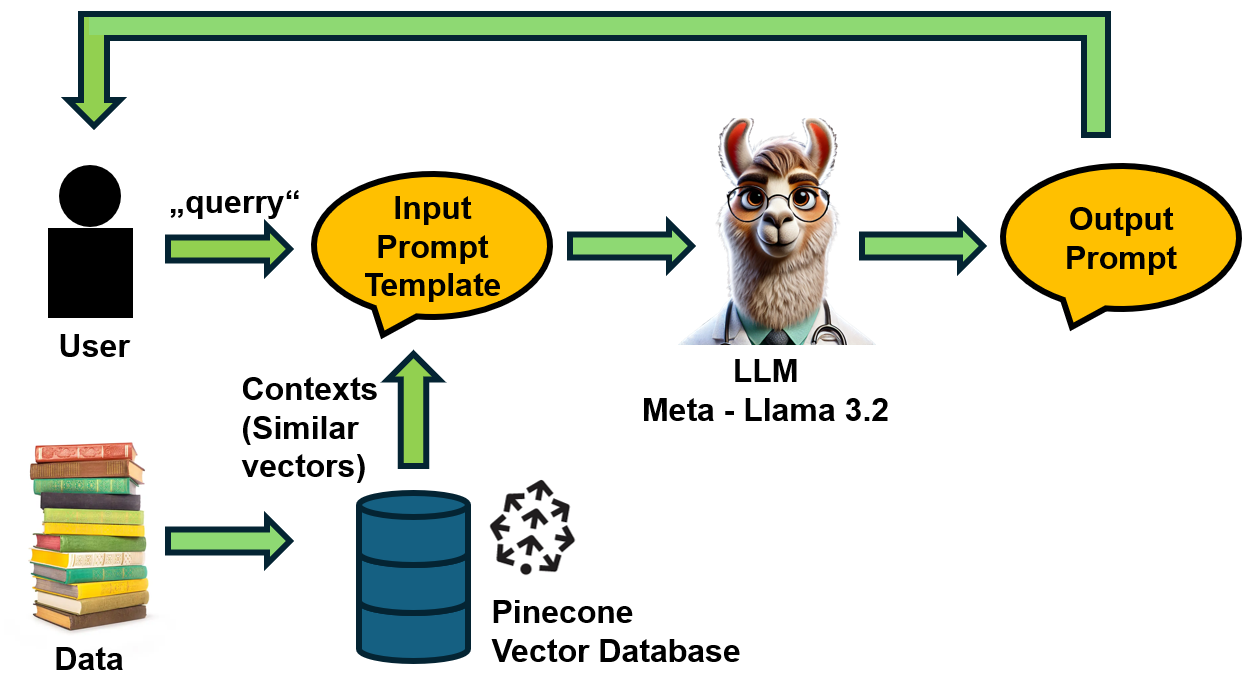 „querry“
Input
Prompt
Template
Output
Prompt
User
LLM
Meta - Llama 3.2
Contexts
(Similar
vectors)
Data
Pinecone
Vector Database